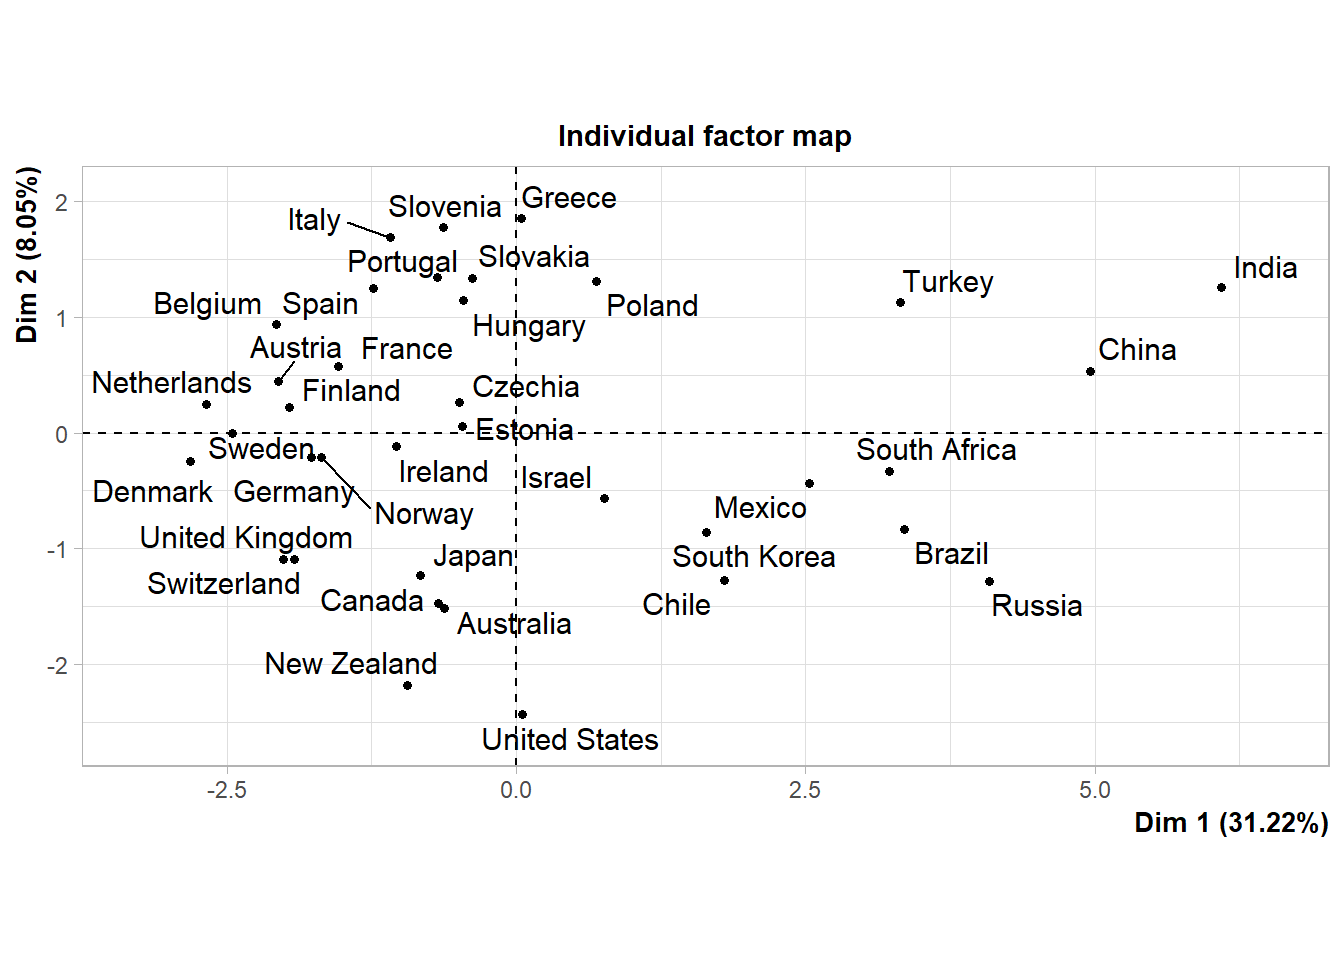 Individual factor map
Dim 2 (8.05%)
2
1
0
-1
-2
Greece
Slovenia
Italy
Slovakia
Portugal
India
Turkey
Belgium
Spain
Poland
Hungary
Austria
France
China
Netherlands
Finland
Czechia
Estonia
Sweden
South Africa
Ireland
Israel
Denmark
Germany
Norway
Mexico
United Kingdom
Japan
South Korea
Brazil
Switzerland
Canada
Chile
Russia
Australia
New Zealand
United States
-2.5
0.0
2.5
5.0
Dim 1 (31.22%)